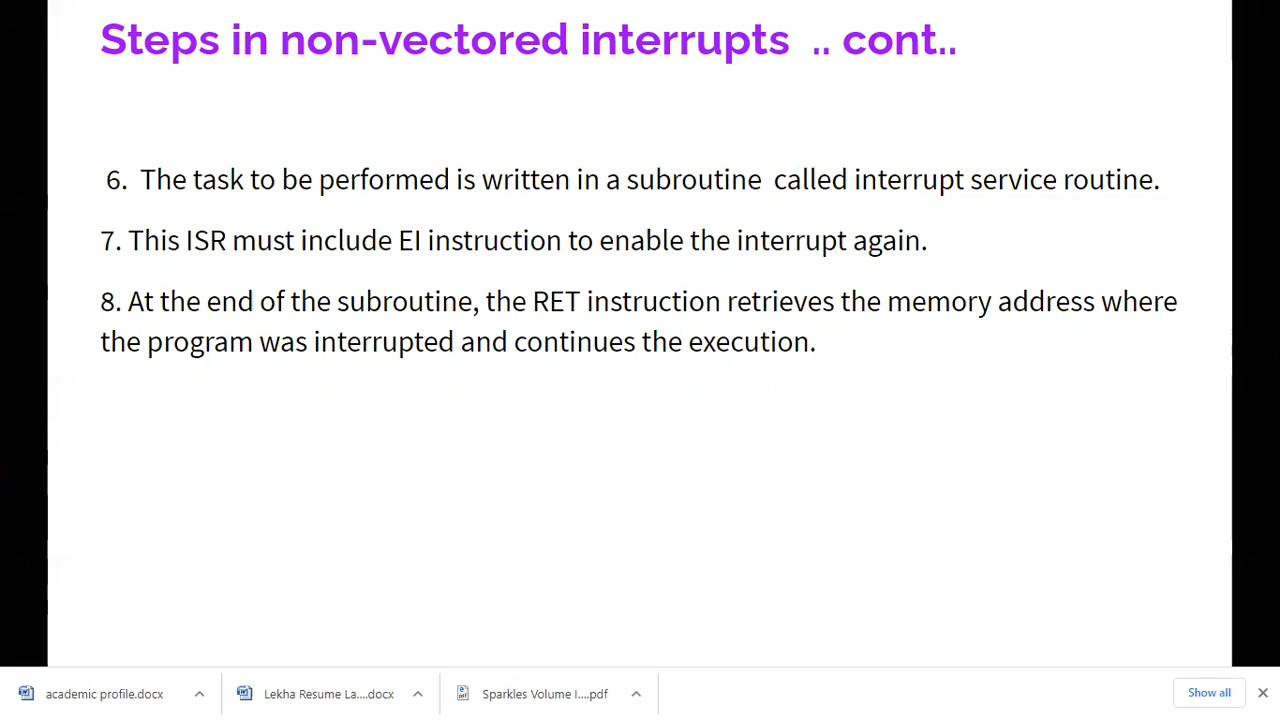 Steps in non-vectored interrupts .. cont..
6. The task to be performed is written in a subroutine called interrupt service routine.
7. This ISR must include EI instruction to enable the interrupt again.
8. At the end of the subroutine, the RET instruction retrieves the memory address where
the program was interrupted and continues the execution.
academic profile.docx
Lekha Resume La....docx
Sparkles Volume I....pdf
Show all